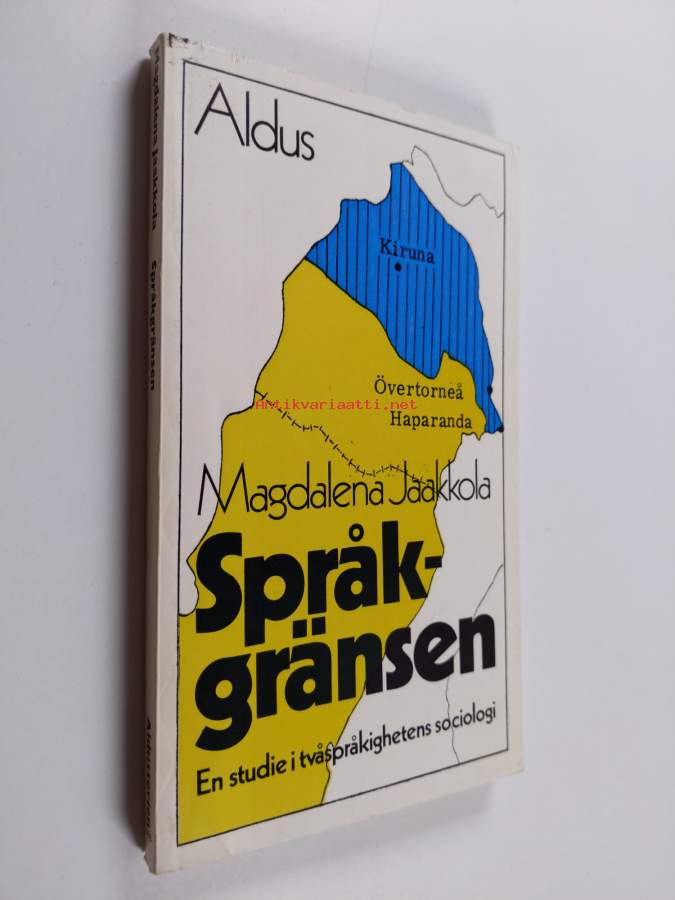 Aldus
Kiruna
Övertorneå
Antikvariaatti.net
Haparanda
Magdalena Jaakkola
Språk-
gränsen
En studie i tvåspråkighetens sociologi
Magdalena Jaakkola Språkgränsen